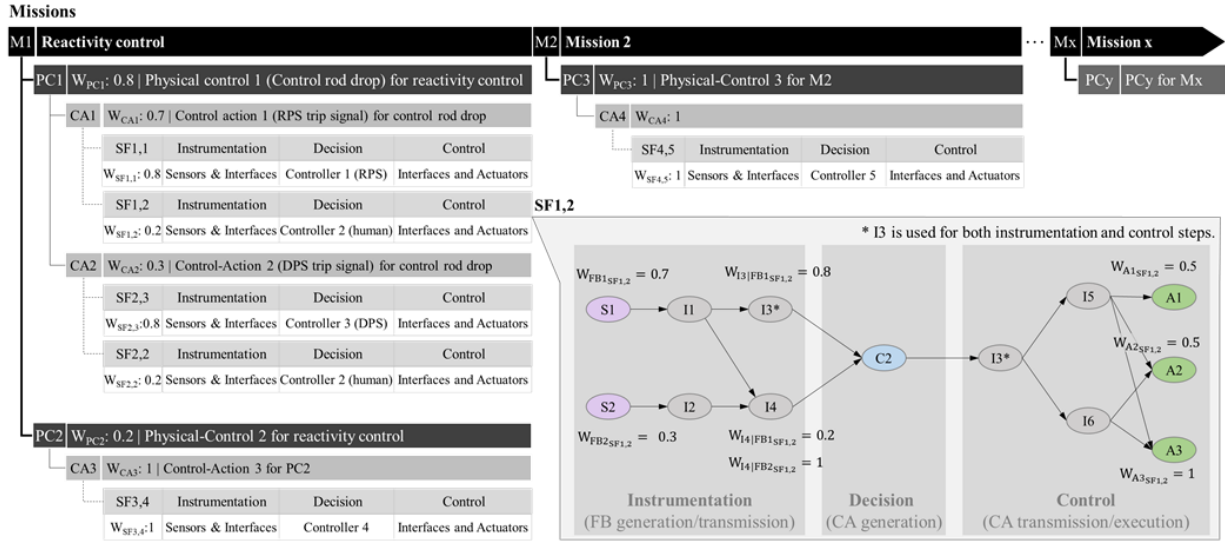 Missions
M1 Reactivity control M2 Mission 2 ... Mx Mission x
PC1 W_PC1: 0.8 | Physical control 1 (Control rod drop) for reactivity control
PC3 W_PC3: 1 | Physical-Control 3 for M2
PCy PCy for Mx
CA1 W_CA1: 0.7 | Control action 1 (RPS trip signal) for control rod drop
CA4 W_CA4: 1
SF1,1 Instrumentation Decision Control
W_SF1,1: 0.8 Sensors & Interfaces Controller 1 (RPS) Interfaces and Actuators
SF4,5 Instrumentation Decision Control
W_SF4,5: 1 Sensors & Interfaces Controller 5 Interfaces and Actuators
SF1,2 Instrumentation Decision Control
W_SF1,2: 0.2 Sensors & Interfaces Controller 2 (human) Interfaces and Actuators
CA2 W_CA2: 0.3 | Control-Action 2 (DPS trip signal) for control rod drop
SF2,3 Instrumentation Decision Control
W_SF2,3:0.8 Sensors & Interfaces Controller 3 (DPS) Interfaces and Actuators
SF2,2 Instrumentation Decision Control
W_SF2,2: 0.2 Sensors & Interfaces Controller 2 (human) Interfaces and Actuators
PC2 W_PC2: 0.2 | Physical-Control 2 for reactivity control
CA3 W_CA3: 1 | Control-Action 3 for PC2
SF3,4 Instrumentation Decision Control
W_SF3,4:1 Sensors & Interfaces Controller 4 Interfaces and Actuators
SF1,2
* I3 is used for both instrumentation and control steps.
W_FB1_SF1,2 = 0.7
W_I3|FB1_SF1,2 = 0.8
W_A1_SF1,2 = 0.5
S1 I1 I3* I5 A1
W_A2_SF1,2 = 0.5
C2 I3* A2
S2 I2 I4 I6
A3
W_FB2_SF1,2 = 0.3
W_I4|FB1_SF1,2 = 0.2
W_I4|FB2_SF1,2 = 1
W_A3_SF1,2 = 1
Instrumentation
(FB generation/transmission)
Decision
(CA generation)
Control
(CA transmission/execution)